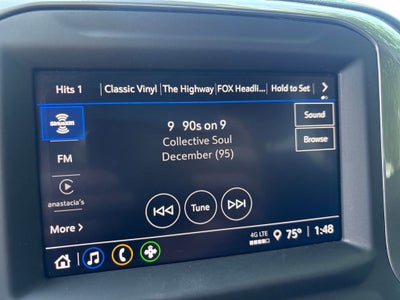 Hits 1 Classic Vinyl The Highway FOX Headli... Hold to Set
SiriusXM
9 90s on 9
Sound
Collective Soul
FM
December (95)
Browse
anastacia's
Tune
More
4G LTE 75° 1:48